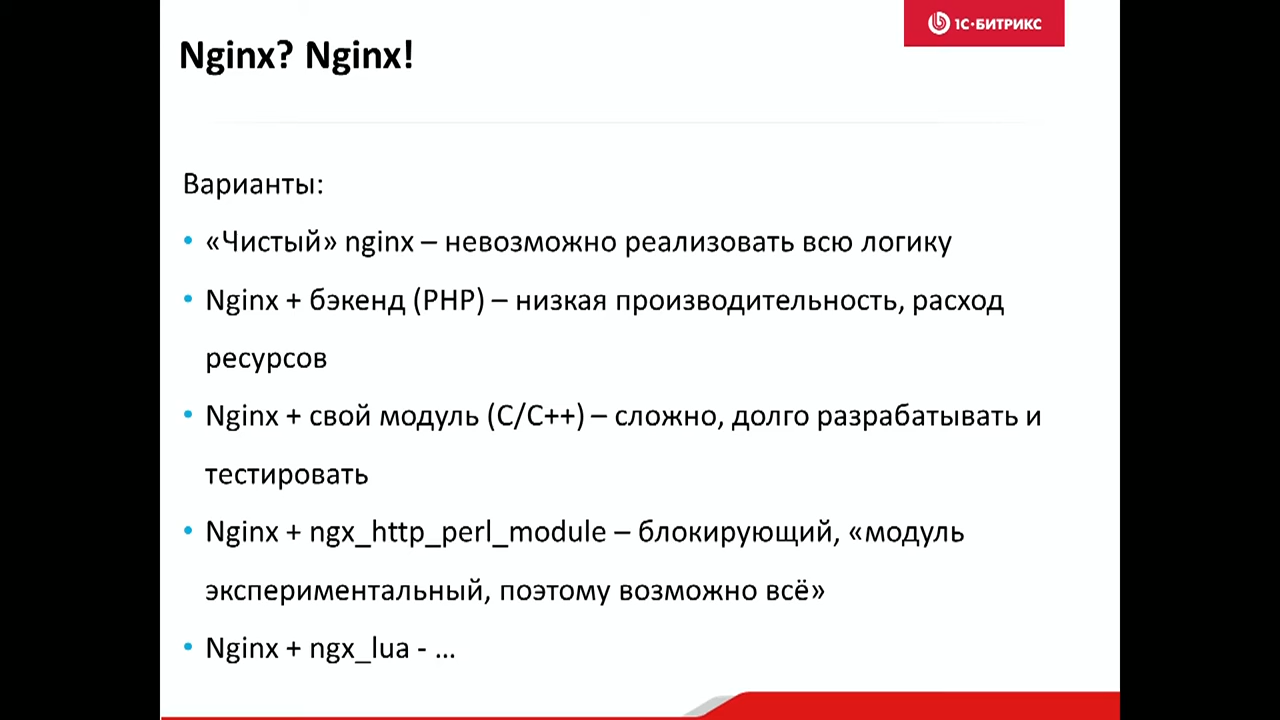 1С·БИТРИКС
Nginx? Nginx!
Варианты:
• «Чистый» nginx – невозможно реализовать всю логику
• Nginx + бэкенд (PHP) – низкая производительность, расход
ресурсов
• Nginx + свой модуль (C/C++) – сложно, долго разрабатывать и
тестировать
• Nginx + ngx_http_perl_module – блокирующий, «модуль
экспериментальный, поэтому возможно всё»
• Nginx + ngx_lua - ...